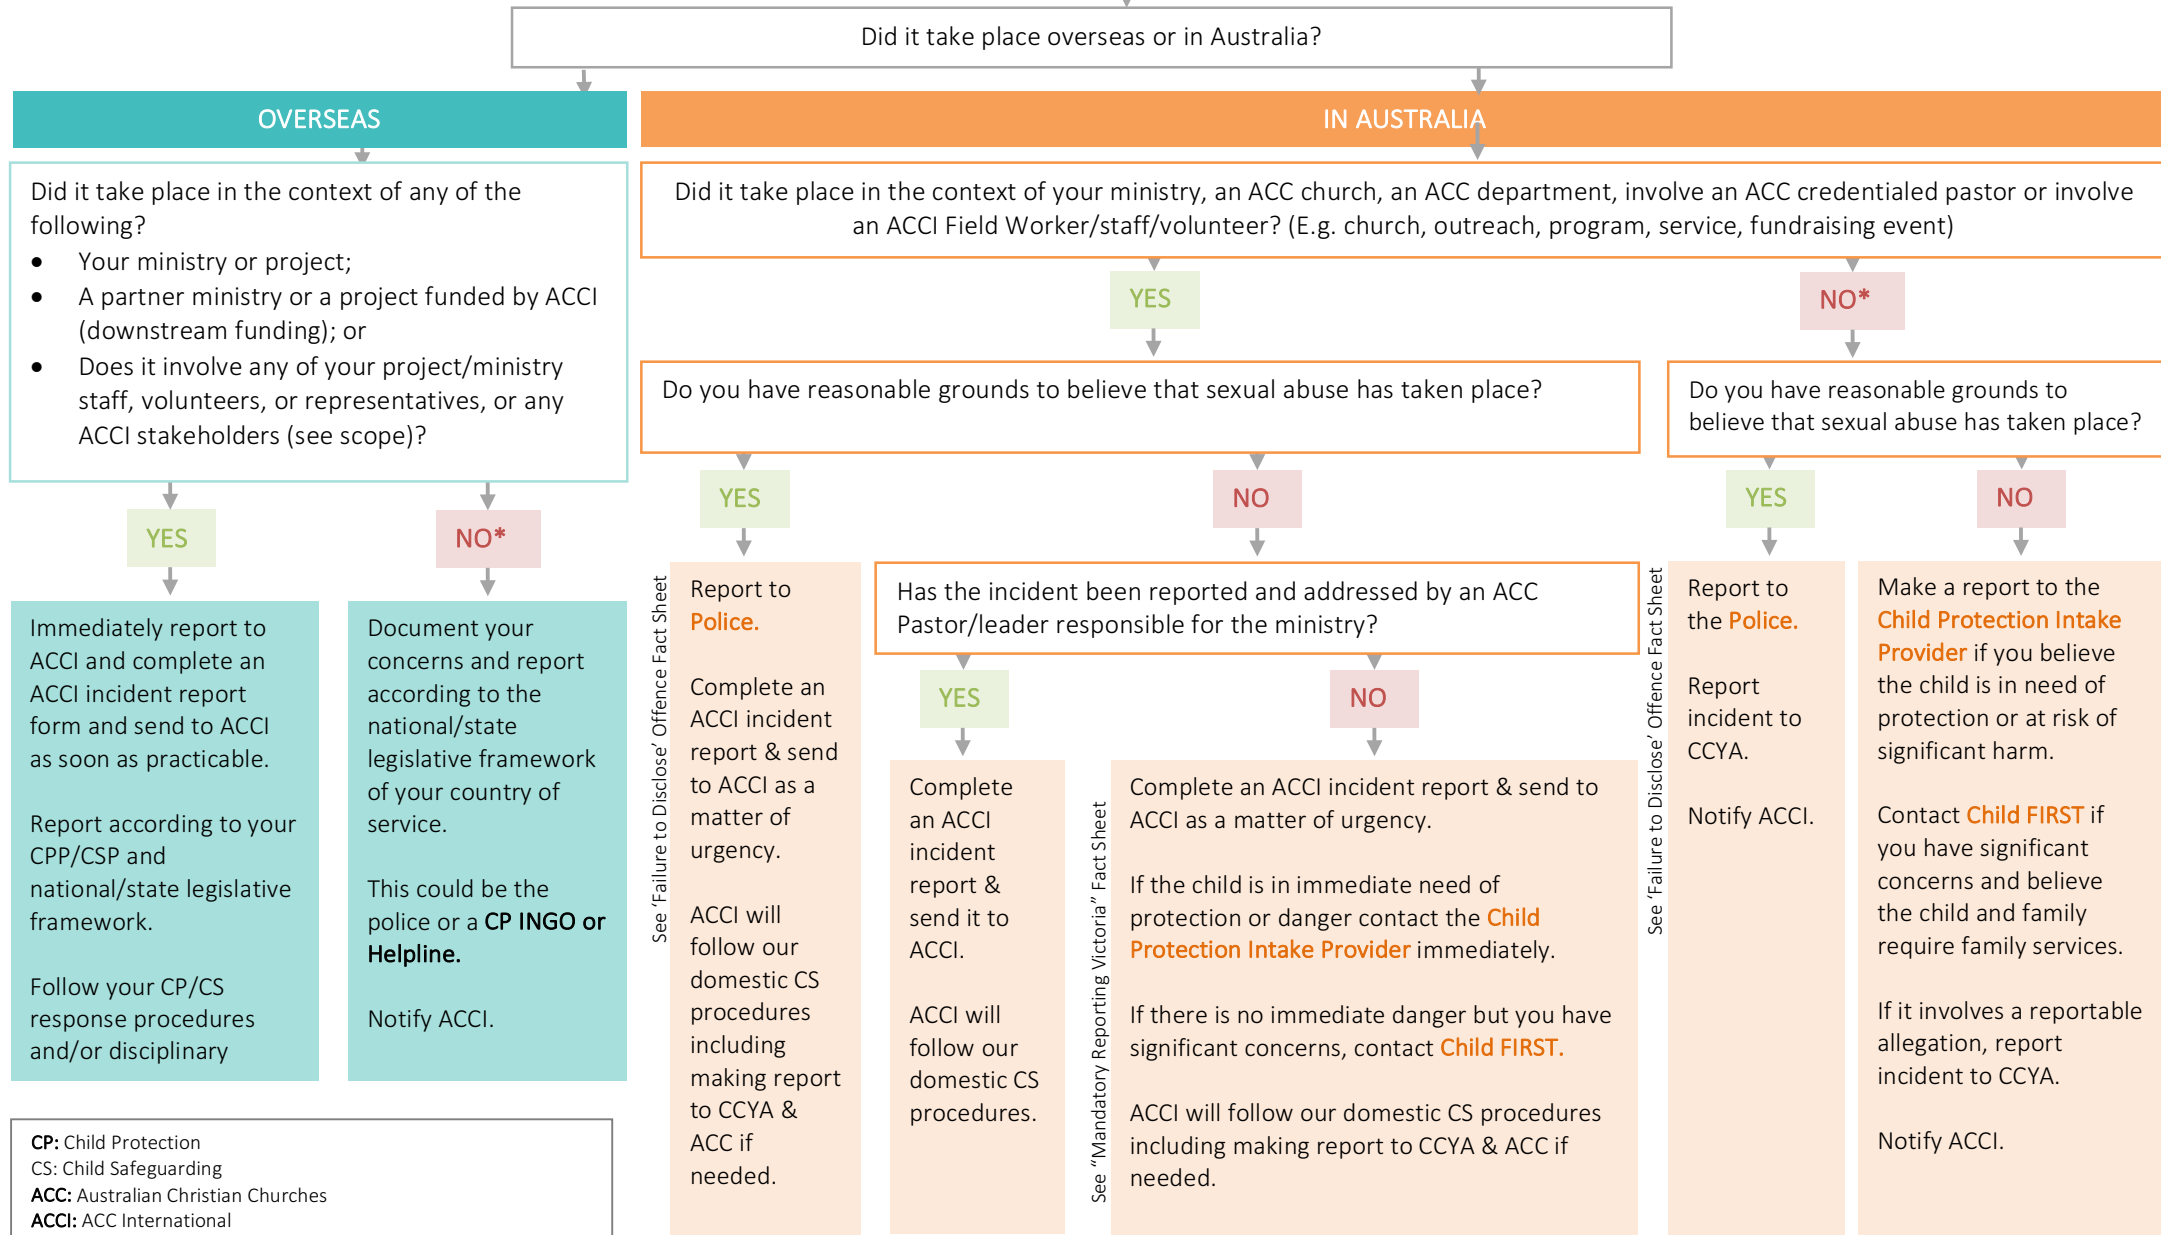 Did it take place overseas or in Australia?
OVERSEAS
Did it take place in the context of any of the
following?
• Your ministry or project;
• A partner ministry or a project funded by ACCI
(downstream funding); or
• Does it involve any of your project/ministry
staff, volunteers, or representatives, or any
ACCI stakeholders (see scope)?
YES
Immediately report to
ACCI and complete an
ACCI incident report
form and send to ACCI
as soon as practicable.
Report according to your
CPP/CSP and
national/state legislative
framework.
Follow your CP/CS
response procedures
and/or disciplinary
NO*
Document your
concerns and report
according to the
national/state
legislative framework
of your country of
service.
This could be the
police or a CP INGO or
Helpline.
Notify ACCI.
IN AUSTRALIA
Did it take place in the context of your ministry, an ACC church, an ACC department, involve an ACC credentialed pastor or involve
an ACCI Field Worker/staff/volunteer? (E.g. church, outreach, program, service, fundraising event)
YES
Do you have reasonable grounds to believe that sexual abuse has taken place?
YES
See ‘Failure to Disclose’ Offence Fact Sheet
Report to
Police.
Complete an
ACCI incident
report & send
to ACCI as a
matter of
urgency.
ACCI will
follow our
domestic CS
procedures
including
making report
to CCYA &
ACC if
needed.
NO
Has the incident been reported and addressed by an ACC
Pastor/leader responsible for the ministry?
YES
Complete
an ACCI
incident
report &
send it to
ACCI.
ACCI will
follow our
domestic CS
procedures.
NO
See “Mandatory Reporting Victoria” Fact Sheet
Complete an ACCI incident report & send to
ACCI as a matter of urgency.
If the child is in immediate need of
protection or danger contact the Child
Protection Intake Provider immediately.
If there is no immediate danger but you have
significant concerns, contact Child FIRST.
ACCI will follow our domestic CS procedures
including making report to CCYA & ACC if
needed.
NO*
Do you have reasonable grounds to
believe that sexual abuse has taken place?
YES
See ‘Failure to Disclose’ Offence Fact Sheet
Report to
the Police.
Report
incident to
CCYA.
Notify ACCI.
NO
Make a report to the
Child Protection Intake
Provider if you believe
the child is in need of
protection or at risk of
significant harm.
Contact Child FIRST if
you have significant
concerns and believe
the child and family
require family services.
If it involves a reportable
allegation, report
incident to CCYA.
Notify ACCI.
CP: Child Protection
CS: Child Safeguarding
ACC: Australian Christian Churches
ACCI: ACC International